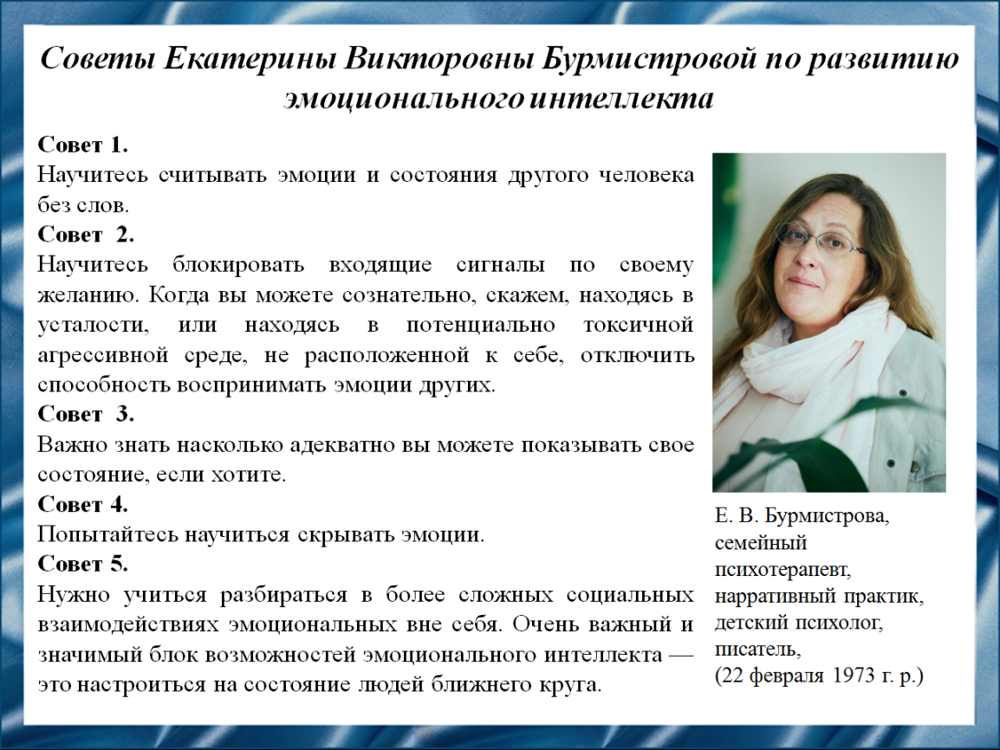 Советы Екатерины Викторовны Бурмистровой по развитию
эмоционального интеллекта
Совет 1.
Научитесь считывать эмоции и состояния другого человека
без слов.
Совет 2.
Научитесь блокировать входящие сигналы по своему
желанию. Когда вы можете сознательно, скажем, находясь в
усталости, или находясь в потенциально токсичной
агрессивной среде, не расположенной к себе, отключить
способность воспринимать эмоции других.
Совет 3.
Важно знать насколько адекватно вы можете показывать свое
состояние, если хотите.
Совет 4.
Попытайтесь научиться скрывать эмоции.
Совет 5.
Нужно учиться разбираться в более сложных социальных
взаимодействиях эмоциональных вне себя. Очень важный и
значимый блок возможностей эмоционального интеллекта —
это настроиться на состояние людей ближнего круга.
Е. В. Бурмистрова,
семейный
психотерапевт,
нарративный практик,
детский психолог,
писатель,
(22 февраля 1973 г. р.)